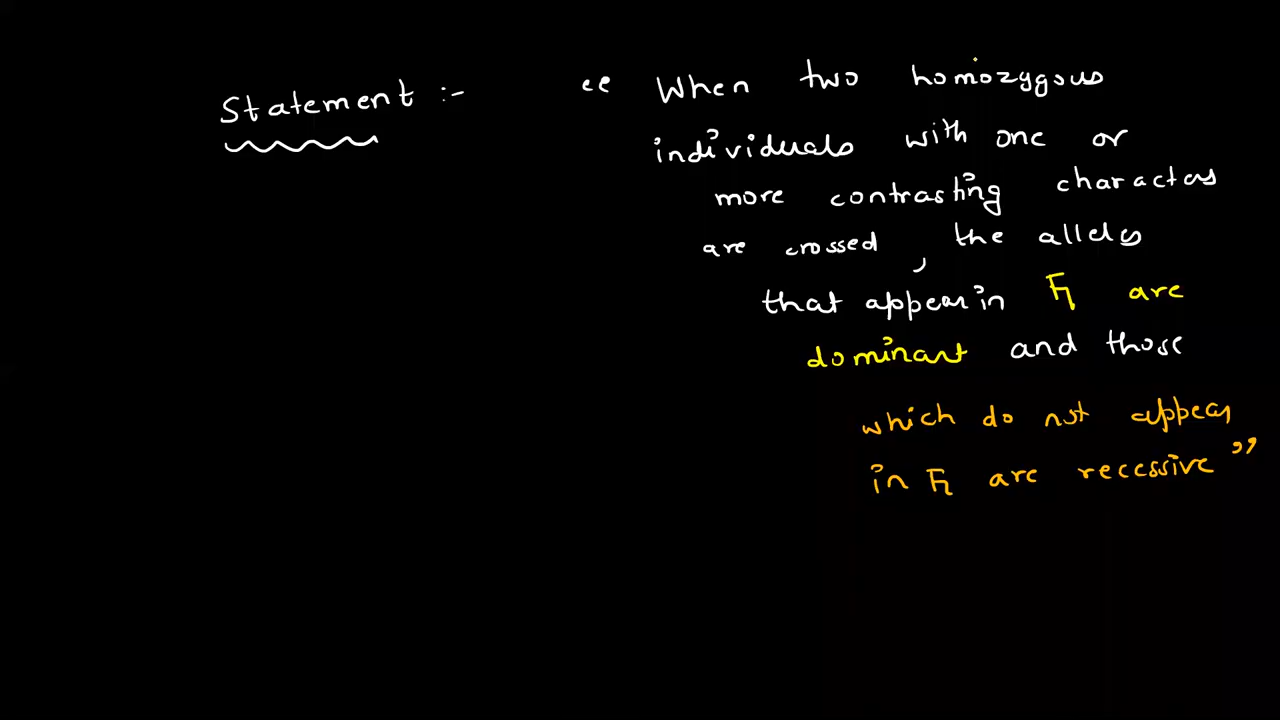 Statement :-
“ When two homozygous
individuals with one or
more contrasting characters
are crossed, the alleles
that appear in F1 are
dominant and those
which do not appear
in F1 are recessive ”